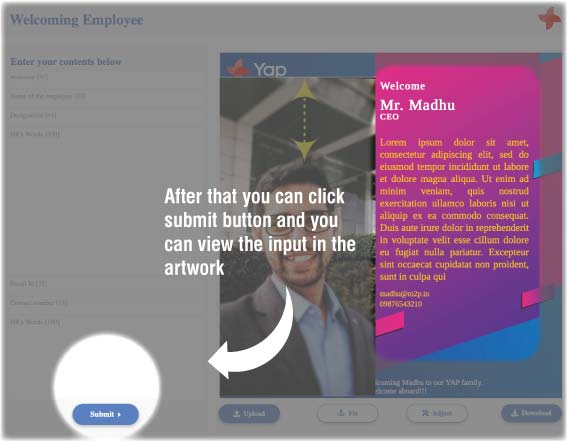 Welcoming Employee
Enter your contents below
welcome [30]
Name of the employee [33]
Designation [44]
HR's Words [330]
Email Id [32]
Contact number [23]
HR's Words [100]
Submit
Yap
After that you can click
submit button and you
can view the input in the
artwork
Welcome
Mr. Madhu
CEO
Lorem ipsum dolor sit amet,
consectetur adipiscing elit, sed do
eiusmod tempor incididunt ut labore
et dolore magna aliqua. Ut enim ad
minim veniam, quis nostrud
exercitation ullamco laboris nisi ut
aliquip ex ea commodo consequat.
Duis aute irure dolor in reprehenderit
in voluptate velit esse cillum dolore
eu fugiat nulla pariatur. Excepteur
sint occaecat cupidatat non proident,
sunt in culpa qui
madhu@m2p.in
09876543210
coming Madhu to our YAP family.
elcome aboard!!!
Upload
Fix
Adjust
Download